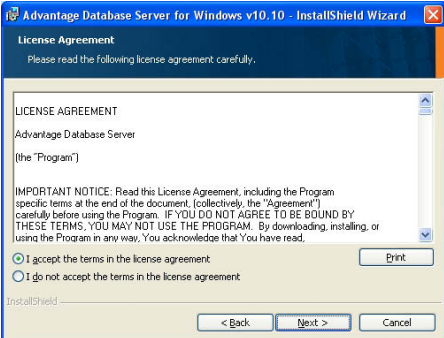 Advantage Database Server for Windows v10.10 - InstallShield Wizard
License Agreement
Please read the following license agreement carefully.
LICENSE AGREEMENT
Advantage Database Server
(the "Program")
IMPORTANT NOTICE: Read this License Agreement, including the Program
specific terms at the end of the document, (collectively, the "Agreement")
carefully before using the Program. IF YOU DO NOT AGREE TO BE BOUND BY
THESE TERMS, YOU MAY NOT USE THE PROGRAM. By downloading, installing, or
using the Program in any way, You acknowledge that You have read,
I accept the terms in the license agreement
Print
I do not accept the terms in the license agreement
InstallShield
< Back
Next >
Cancel